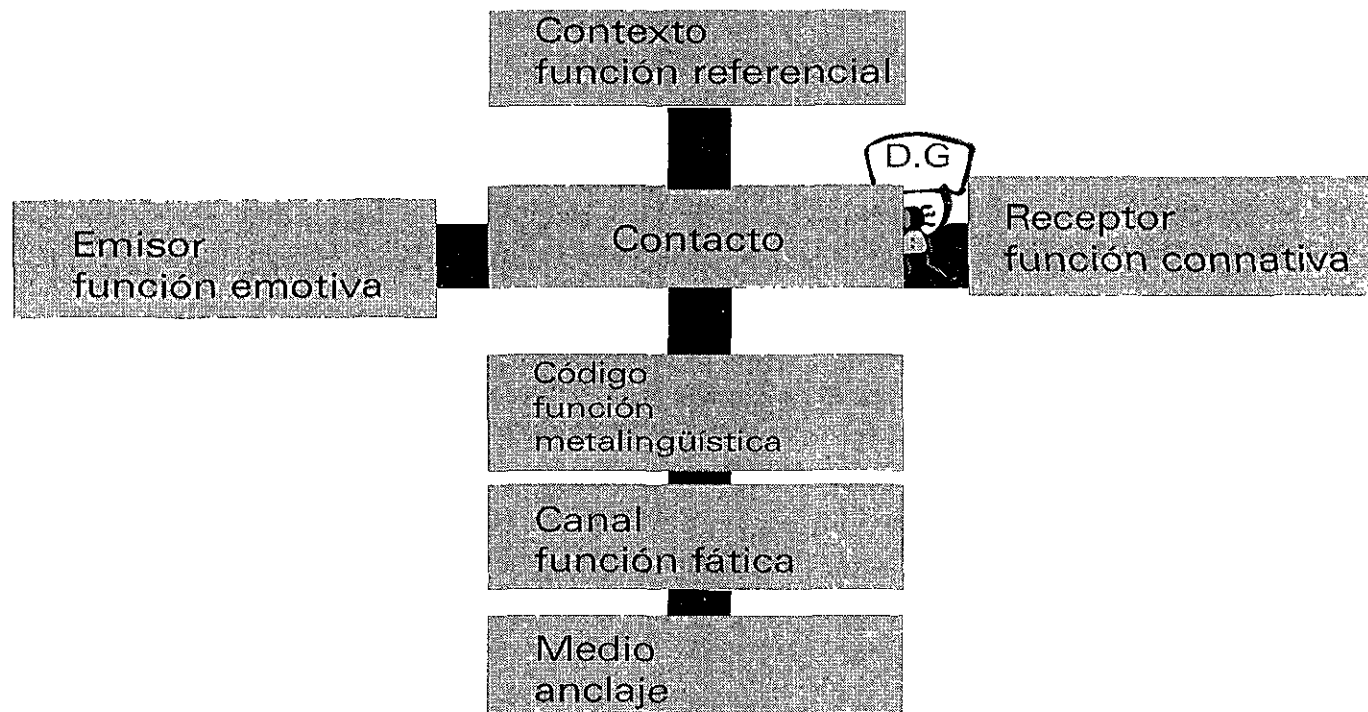 Contexto
función referencial
D.G
Emisor
función emotiva
Contacto
Receptor
función connativa
Código
función
metalingüística
Canal
función fática
Medio
anclaje